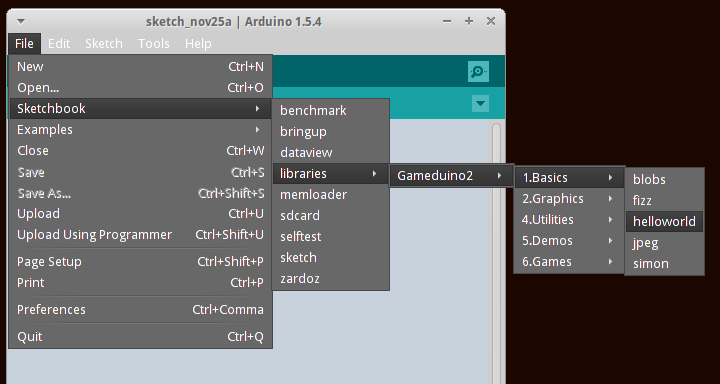 sketch_nov25a | Arduino 1.5.4
File Edit Sketch Tools Help
New Ctrl+N
Open... Ctrl+O
Sketchbook
Examples
Close Ctrl+W
Save Ctrl+S
Save As... Ctrl+Shift+S
Upload Ctrl+U
Upload Using Programmer Ctrl+Shift+U
Page Setup Ctrl+Shift+P
Print Ctrl+P
Preferences Ctrl+Comma
Quit Ctrl+Q
benchmark
bringup
dataview
libraries
memloader
sdcard
selftest
sketch
zardoz
Gameduino2
1.Basics
2.Graphics
4.Utilities
5.Demos
6.Games
blobs
fizz
helloworld
jpeg
simon